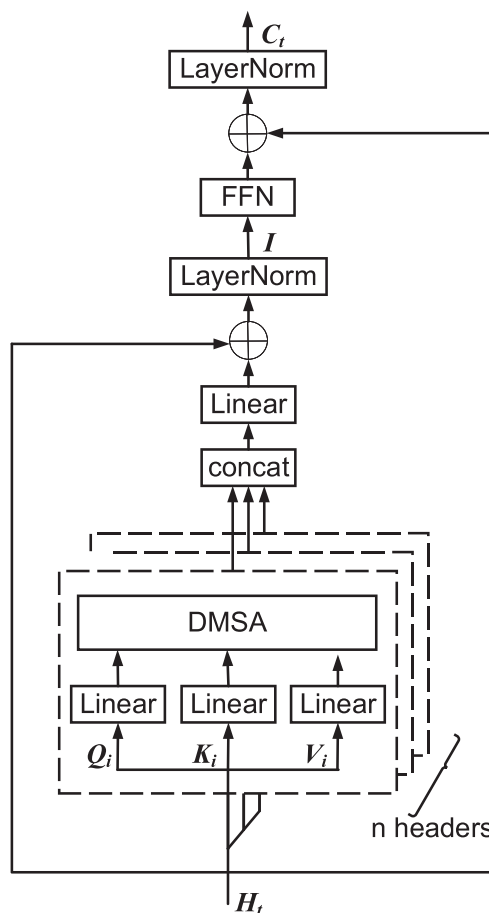 C_t
LayerNorm
FFN
I
LayerNorm
Linear
concat
DMSA
Linear Linear Linear
Q_i K_i V_i
n headers
H_t